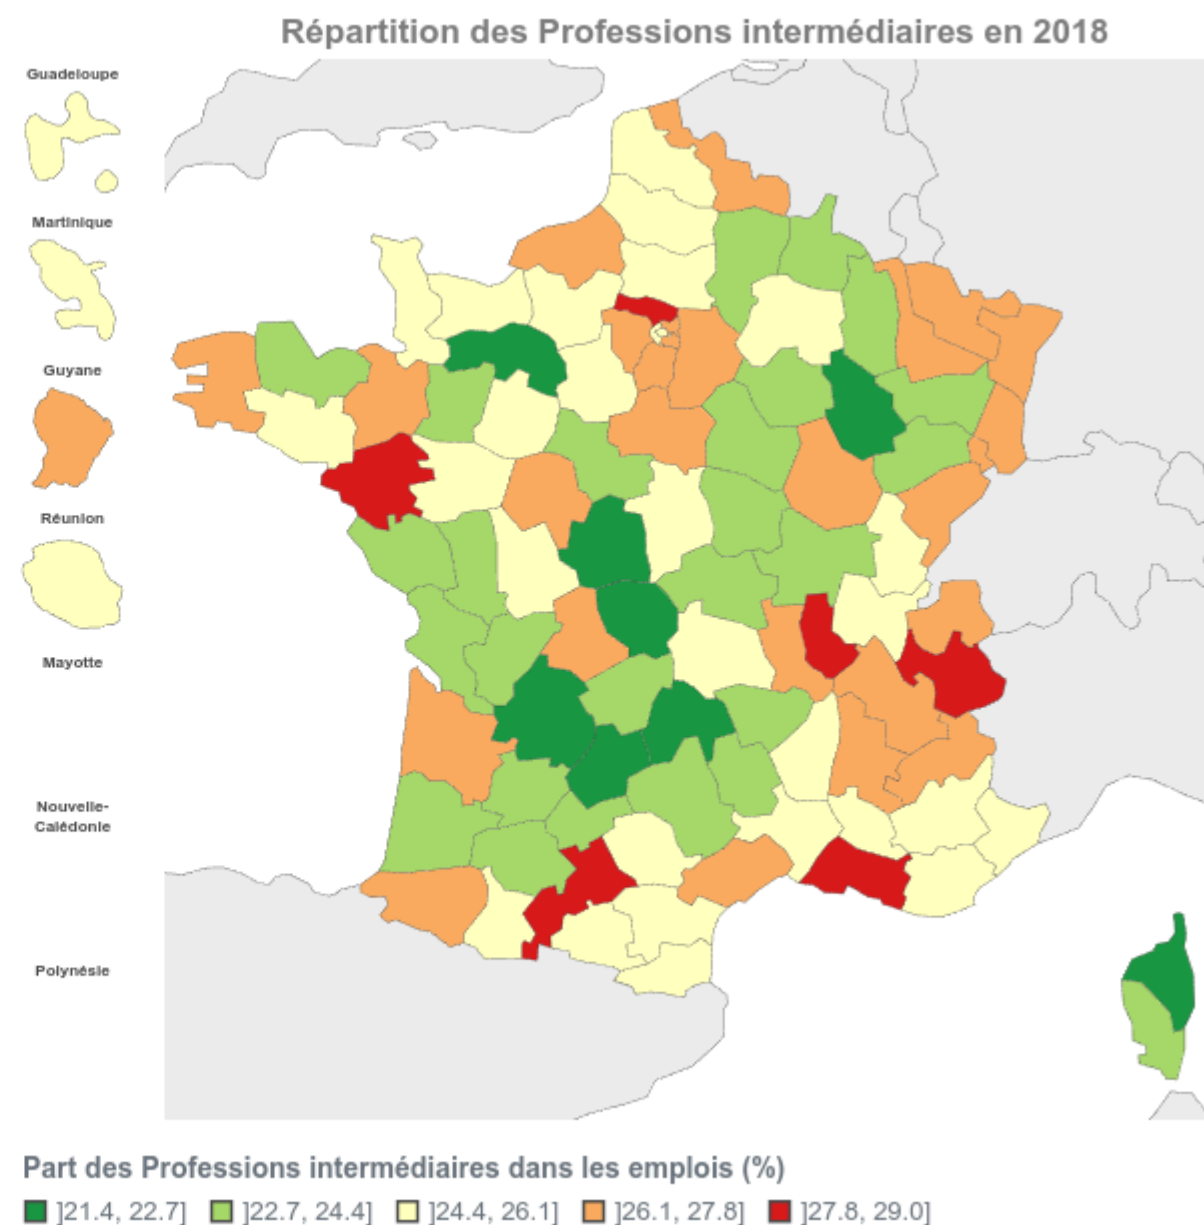 Répartition des Professions intermédiaires en 2018
Guadeloupe
Martinique
Guyane
Réunion
Mayotte
Nouvelle-
Calédonie
Polynésie
Part des Professions intermédiaires dans les emplois (%)
]21.4, 22.7] ]22.7, 24.4] ]24.4, 26.1] ]26.1, 27.8] ]27.8, 29.0]